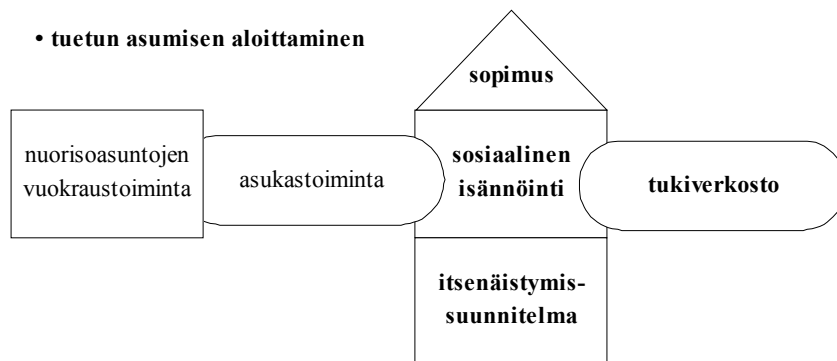 • tuetun asumisen aloittaminen
sopimus
nuorisoasuntojen
vuokraustoiminta
asukastoiminta
sosiaalinen
isännöinti
tukiverkosto
itsenäistymis-
suunnitelma